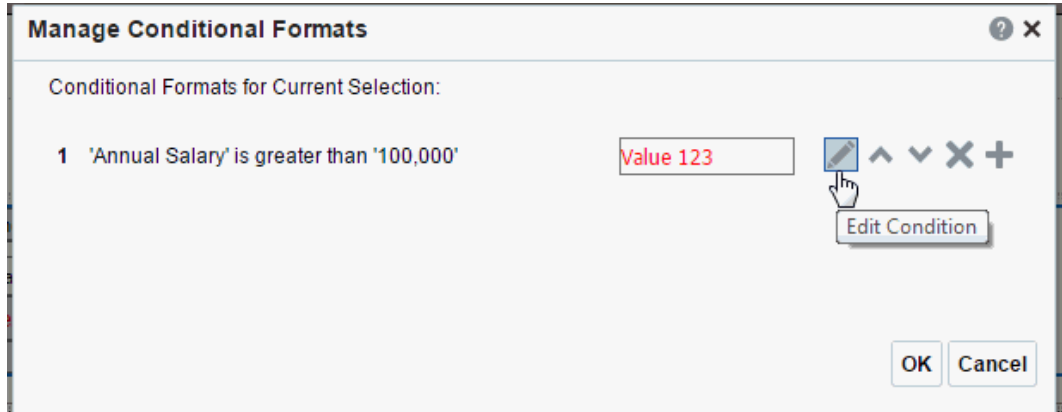 Manage Conditional Formats
Conditional Formats for Current Selection:
1 'Annual Salary' is greater than '100,000' Value 123
Edit Condition
OK Cancel